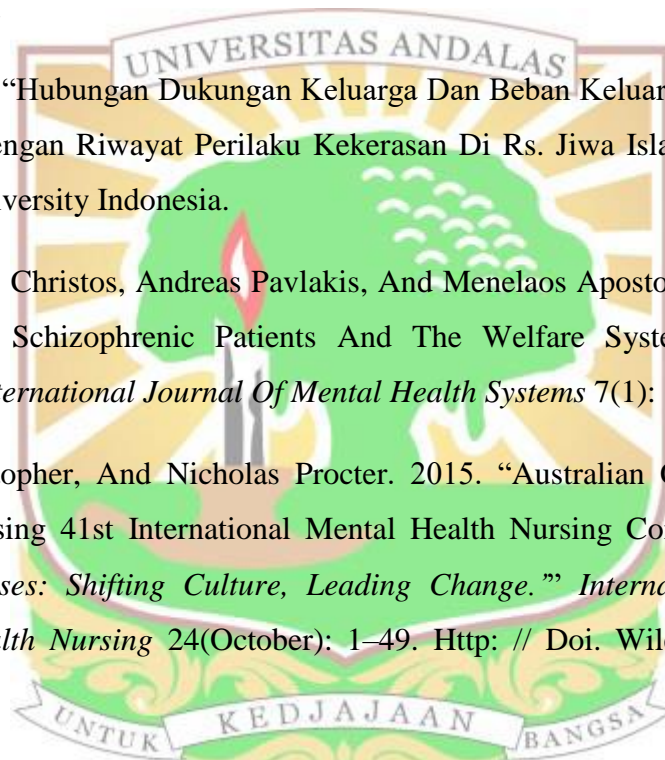 UNIVERSITAS ANDALAS
“Hubungan Dukungan Keluarga Dan Beban Keluar
engan Riwayat Perilaku Kekerasan Di Rs. Jiwa Isla
iversity Indonesia.
Christos, Andreas Pavlakis, And Menelaos Aposto
Schizophrenic Patients And The Welfare Syste
ternational Journal Of Mental Health Systems 7(1):
opher, And Nicholas Procter. 2015. “Australian C
sing 41st International Mental Health Nursing Co
ses: Shifting Culture, Leading Change.’” Interna
alth Nursing 24(October): 1–49. Http: // Doi. Wil
UNTUK KEDJAJAAN BANGSA